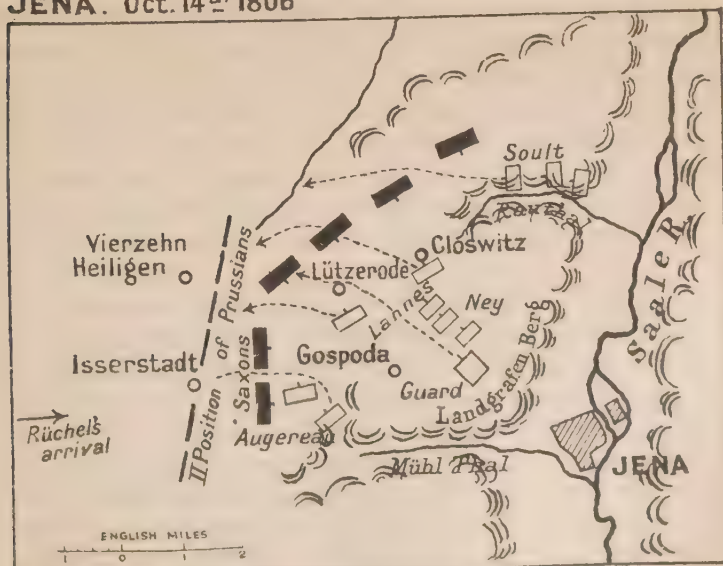 JENA. Oct. 14th 1806
Soult
Rauthal
Closwitz
Vierzehn
Heiligen
Lützerode
Lannes
Ney
Saale R.
II Position of Prussians
Saxons
Isserstadt
Gospoda
Guard
Landgrafen Berg
Rüchel's
arrival
Augereau
Mühl Thal
JENA
ENGLISH MILES
1 0 1 2